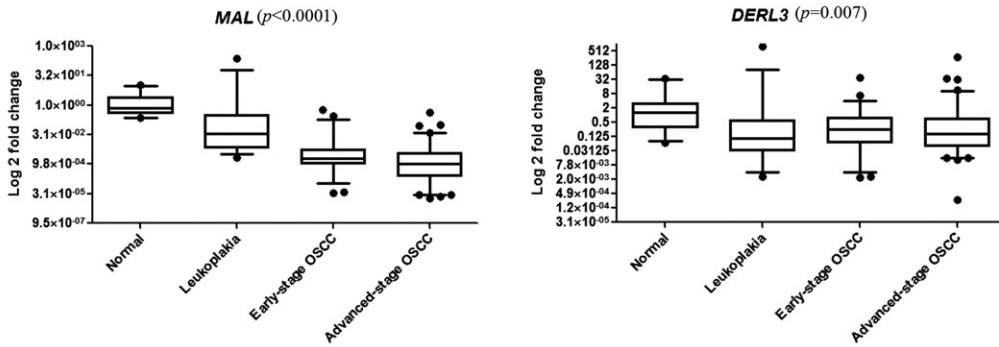 MAL (p<0.0001)
Log 2 fold change
1.0×10⁰³
3.2×10⁰¹
1.0×10⁰⁰
3.1×10⁻⁰²
9.8×10⁻⁰⁴
3.1×10⁻⁰⁵
9.5×10⁻⁰⁷
Normal
Leukoplakia
Early-stage OSCC
Advanced-stage OSCC
DERL3 (p=0.007)
Log 2 fold change
512
128
32
8
2
0.5
0.125
0.03125
7.8×10⁻⁰³
2.0×10⁻⁰³
4.9×10⁻⁰⁴
1.2×10⁻⁰⁴
3.1×10⁻⁰⁵
Normal
Leukoplakia
Early-stage OSCC
Advanced-stage OSCC